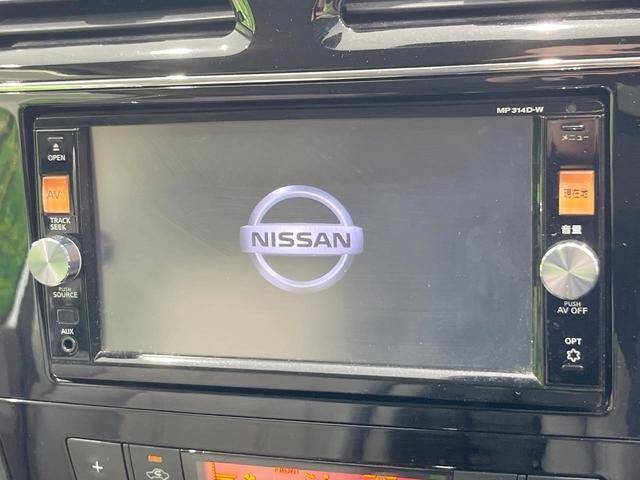 MP314D-W
OPEN
AV
TRACK
SEEK
PUSH
SOURCE
AUX
NISSAN
メニュー
現在地
音量
PUSH
AV OFF
OPT
+
FRONT